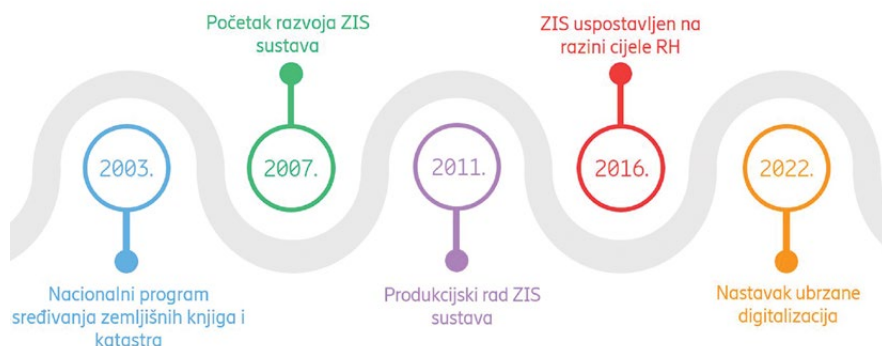 Početak razvoja ZIS
sustava
ZIS uspostavljen na
razini cijele RH
2003.
2007.
2011.
2016.
2022.
Nacionalni program
sređivanja zemljišnih knjiga i
katastra
Produkcijski rad ZIS
sustava
Nastavak ubrzane
digitalizacija